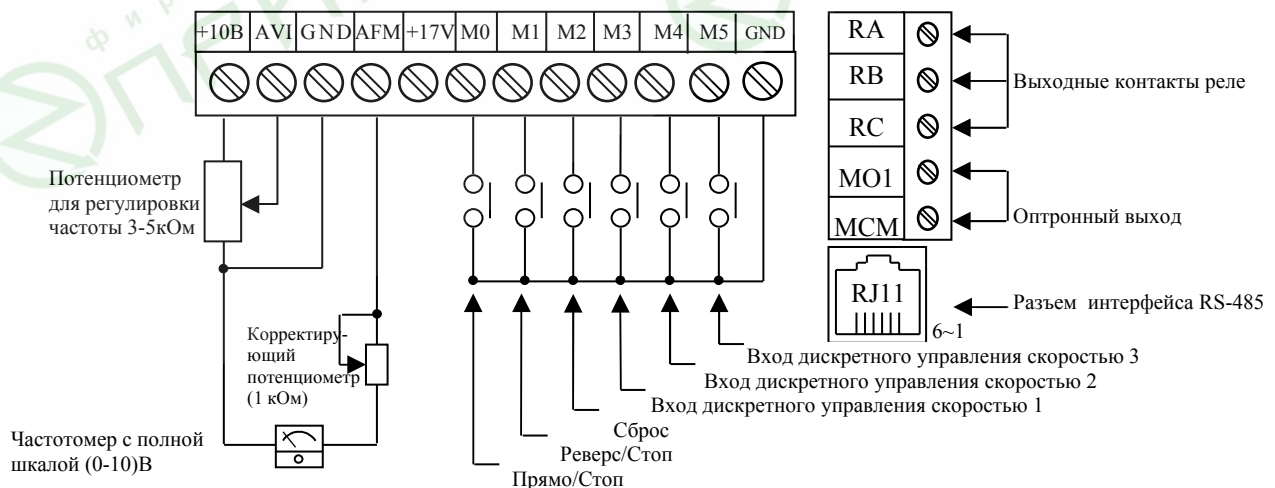 +10В AVI GND AFM +17V M0 M1 M2 M3 M4 M5 GND
RA
RB
RC
MO1
MCM
Выходные контакты реле
Оптронный выход
RJ11
6~1
Разъем интерфейса RS-485
Потенциометр
для регулировки
частоты 3-5кОм
Корректиру-
ющий
потенциометр
(1 кОм)
Частотомер с полной
шкалой (0-10)В
Вход дискретного управления скоростью 3
Вход дискретного управления скоростью 2
Вход дискретного управления скоростью 1
Сброс
Реверс/Стоп
Прямо/Стоп